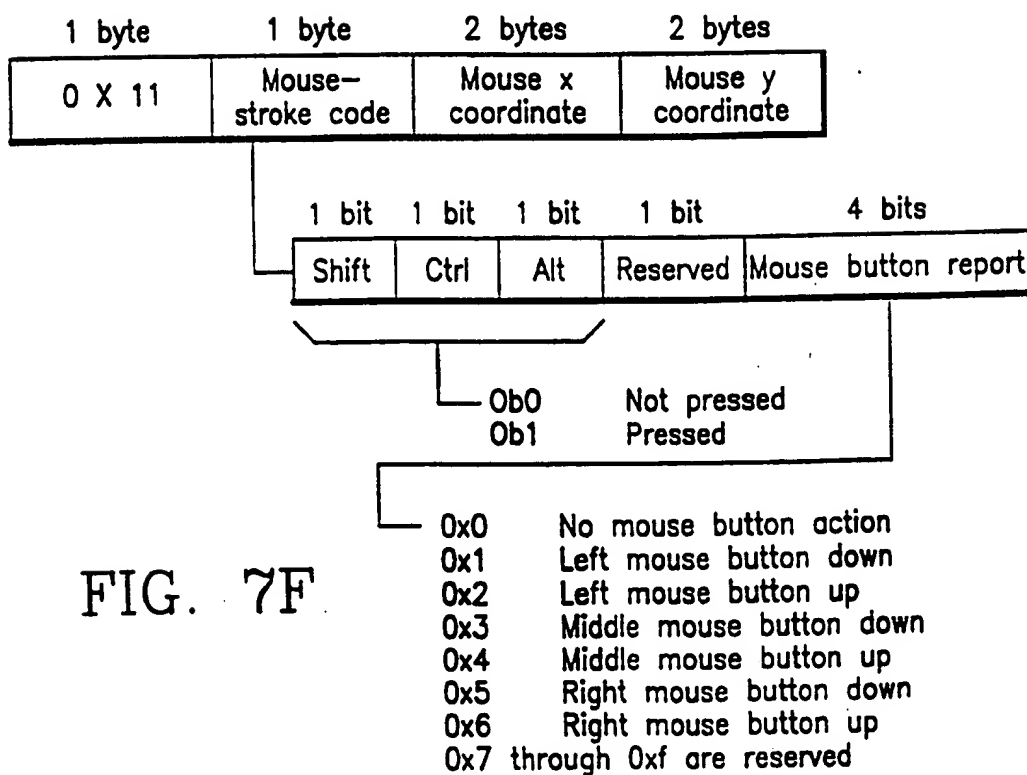 1 byte 1 byte 2 bytes 2 bytes
0 X 11 Mouse- Mouse x Mouse y
stroke code coordinate coordinate
1 bit 1 bit 1 bit 1 bit 4 bits
Shift Ctrl Alt Reserved Mouse button report
0b0 Not pressed
0b1 Pressed
0x0 No mouse button action
0x1 Left mouse button down
0x2 Left mouse button up
0x3 Middle mouse button down
0x4 Middle mouse button up
0x5 Right mouse button down
0x6 Right mouse button up
0x7 through 0xf are reserved
FIG. 7F